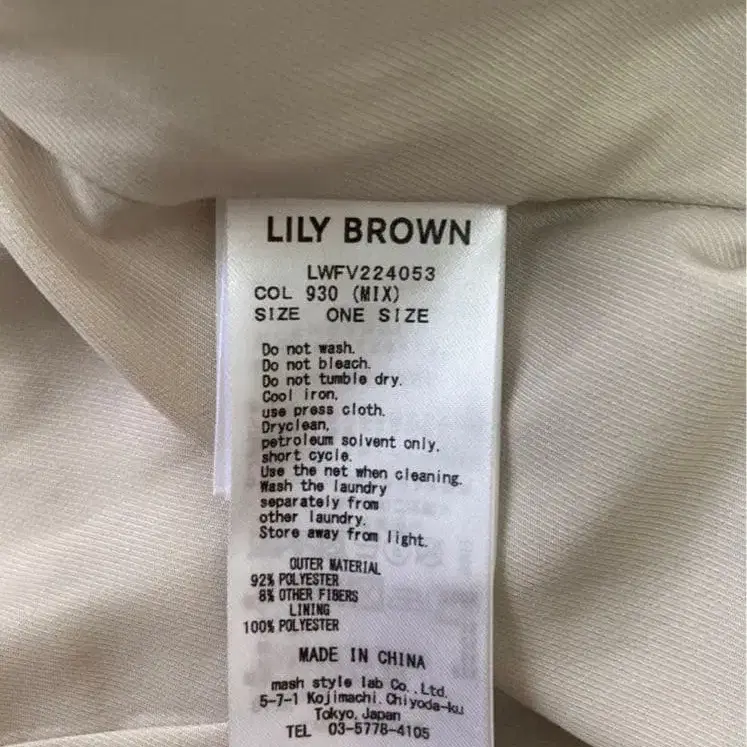 LILY BROWN
LWFV224053
COL 930 (MIX)
SIZE ONE SIZE
Do not wash.
Do not bleach.
Do not tumble dry.
Cool iron,
use press cloth.
Dryclean,
petroleum solvent only,
short cycle.
Use the net when cleaning.
Wash the laundry
separately from
other laundry.
Store away from light.
OUTER MATERIAL
92% POLYESTER
8% OTHER FIBERS
LINING
100% POLYESTER
MADE IN CHINA
mash style lab Co.,Ltd.
5-7-1 Kojimachi.Chiyoda-ku
Tokyo,Japan
TEL 03-5778-4105